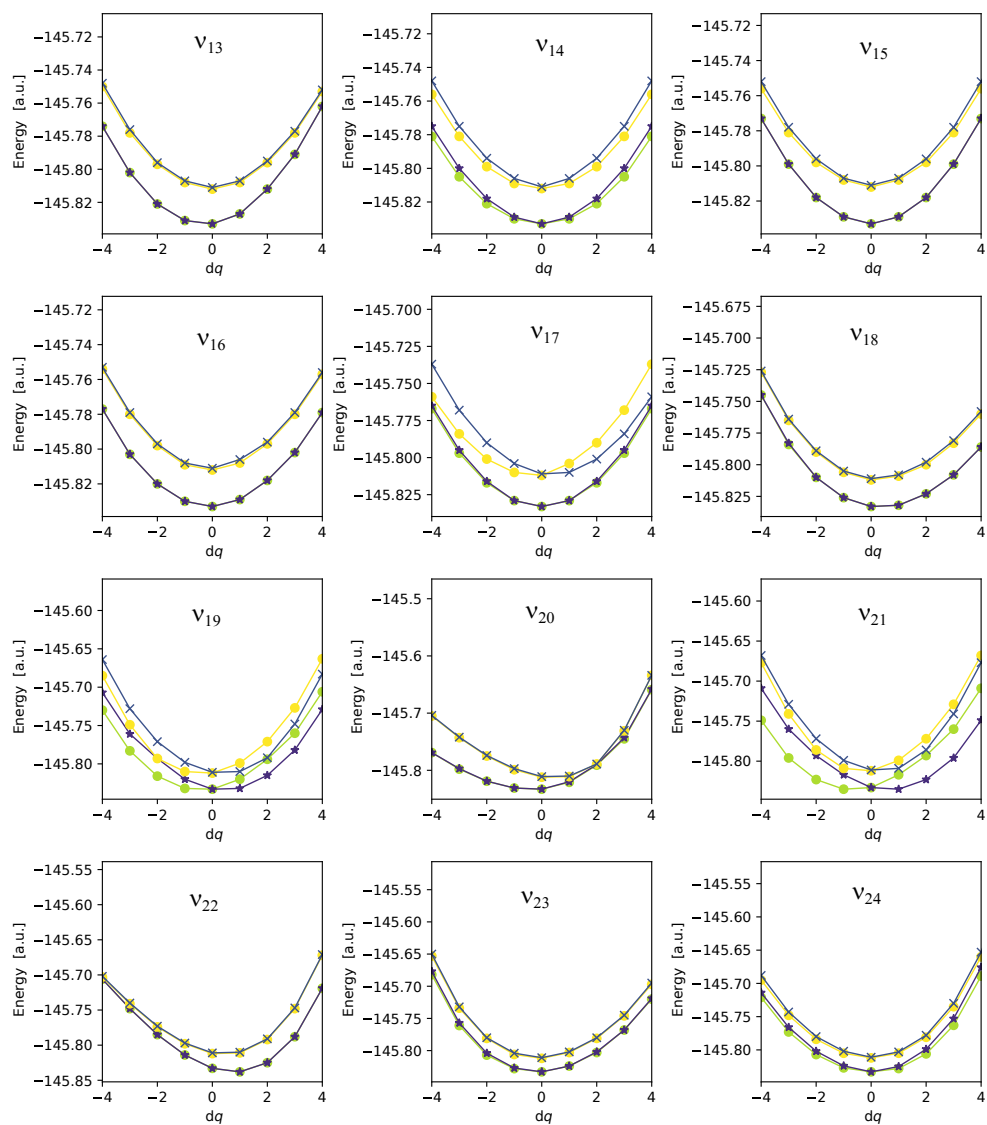 ν13
Energy [a.u.]
−145.72
−145.74
−145.76
−145.78
−145.80
−145.82
−4 −2 0 2 4
dq
ν14
Energy [a.u.]
−145.72
−145.74
−145.76
−145.78
−145.80
−145.82
−4 −2 0 2 4
dq
ν15
Energy [a.u.]
−145.72
−145.74
−145.76
−145.78
−145.80
−145.82
−4 −2 0 2 4
dq
ν16
Energy [a.u.]
−145.72
−145.74
−145.76
−145.78
−145.80
−145.82
−4 −2 0 2 4
dq
ν17
Energy [a.u.]
−145.700
−145.725
−145.750
−145.775
−145.800
−145.825
−4 −2 0 2 4
dq
ν18
Energy [a.u.]
−145.675
−145.700
−145.725
−145.750
−145.775
−145.800
−145.825
−4 −2 0 2 4
dq
ν19
Energy [a.u.]
−145.60
−145.65
−145.70
−145.75
−145.80
−4 −2 0 2 4
dq
ν20
Energy [a.u.]
−145.5
−145.6
−145.7
−145.8
−4 −2 0 2 4
dq
ν21
Energy [a.u.]
−145.60
−145.65
−145.70
−145.75
−145.80
−4 −2 0 2 4
dq
ν22
Energy [a.u.]
−145.55
−145.60
−145.65
−145.70
−145.75
−145.80
−145.85
−4 −2 0 2 4
dq
ν23
Energy [a.u.]
−145.55
−145.60
−145.65
−145.70
−145.75
−145.80
−4 −2 0 2 4
dq
ν24
Energy [a.u.]
−145.55
−145.60
−145.65
−145.70
−145.75
−145.80
−4 −2 0 2 4
dq